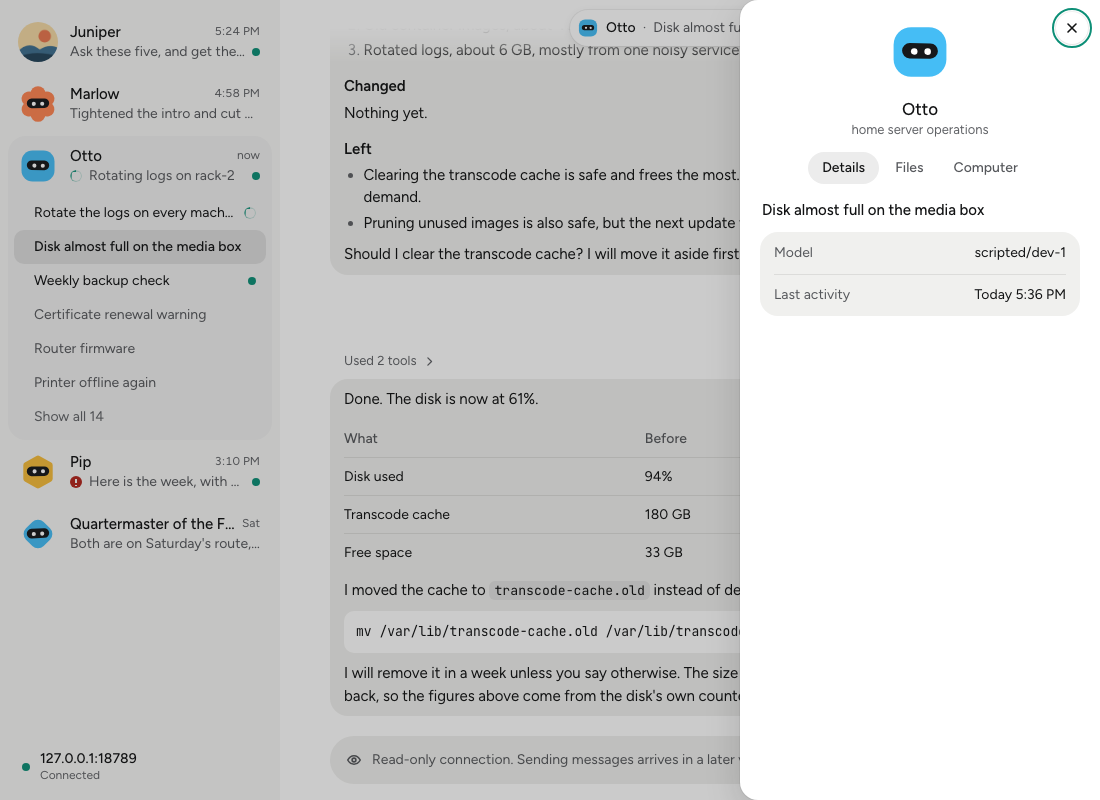 Juniper 5:24 PM
Ask these five, and get the...
Marlow 4:58 PM
Tightened the intro and cut ...
Otto now
Rotating logs on rack-2
Rotate the logs on every mach...
Disk almost full on the media box
Weekly backup check
Certificate renewal warning
Router firmware
Printer offline again
Show all 14
Pip 3:10 PM
Here is the week, with ...
Quartermaster of the F... Sat
Both are on Saturday's route,...
127.0.0.1:18789
Connected
Otto · Disk almost fu
3. Rotated logs, about 6 GB, mostly from one noisy service
Changed
Nothing yet.
Left
• Clearing the transcode cache is safe and frees the most.
demand.
• Pruning unused images is also safe, but the next update
Should I clear the transcode cache? I will move it aside first
Used 2 tools
Done. The disk is now at 61%.
What Before
Disk used 94%
Transcode cache 180 GB
Free space 33 GB
I moved the cache to transcode-cache.old instead of de
mv /var/lib/transcode-cache.old /var/lib/transcode
I will remove it in a week unless you say otherwise. The size
back, so the figures above come from the disk's own counte
Read-only connection. Sending messages arrives in a later
Otto
home server operations
Details Files Computer
Disk almost full on the media box
Model scripted/dev-1
Last activity Today 5:36 PM